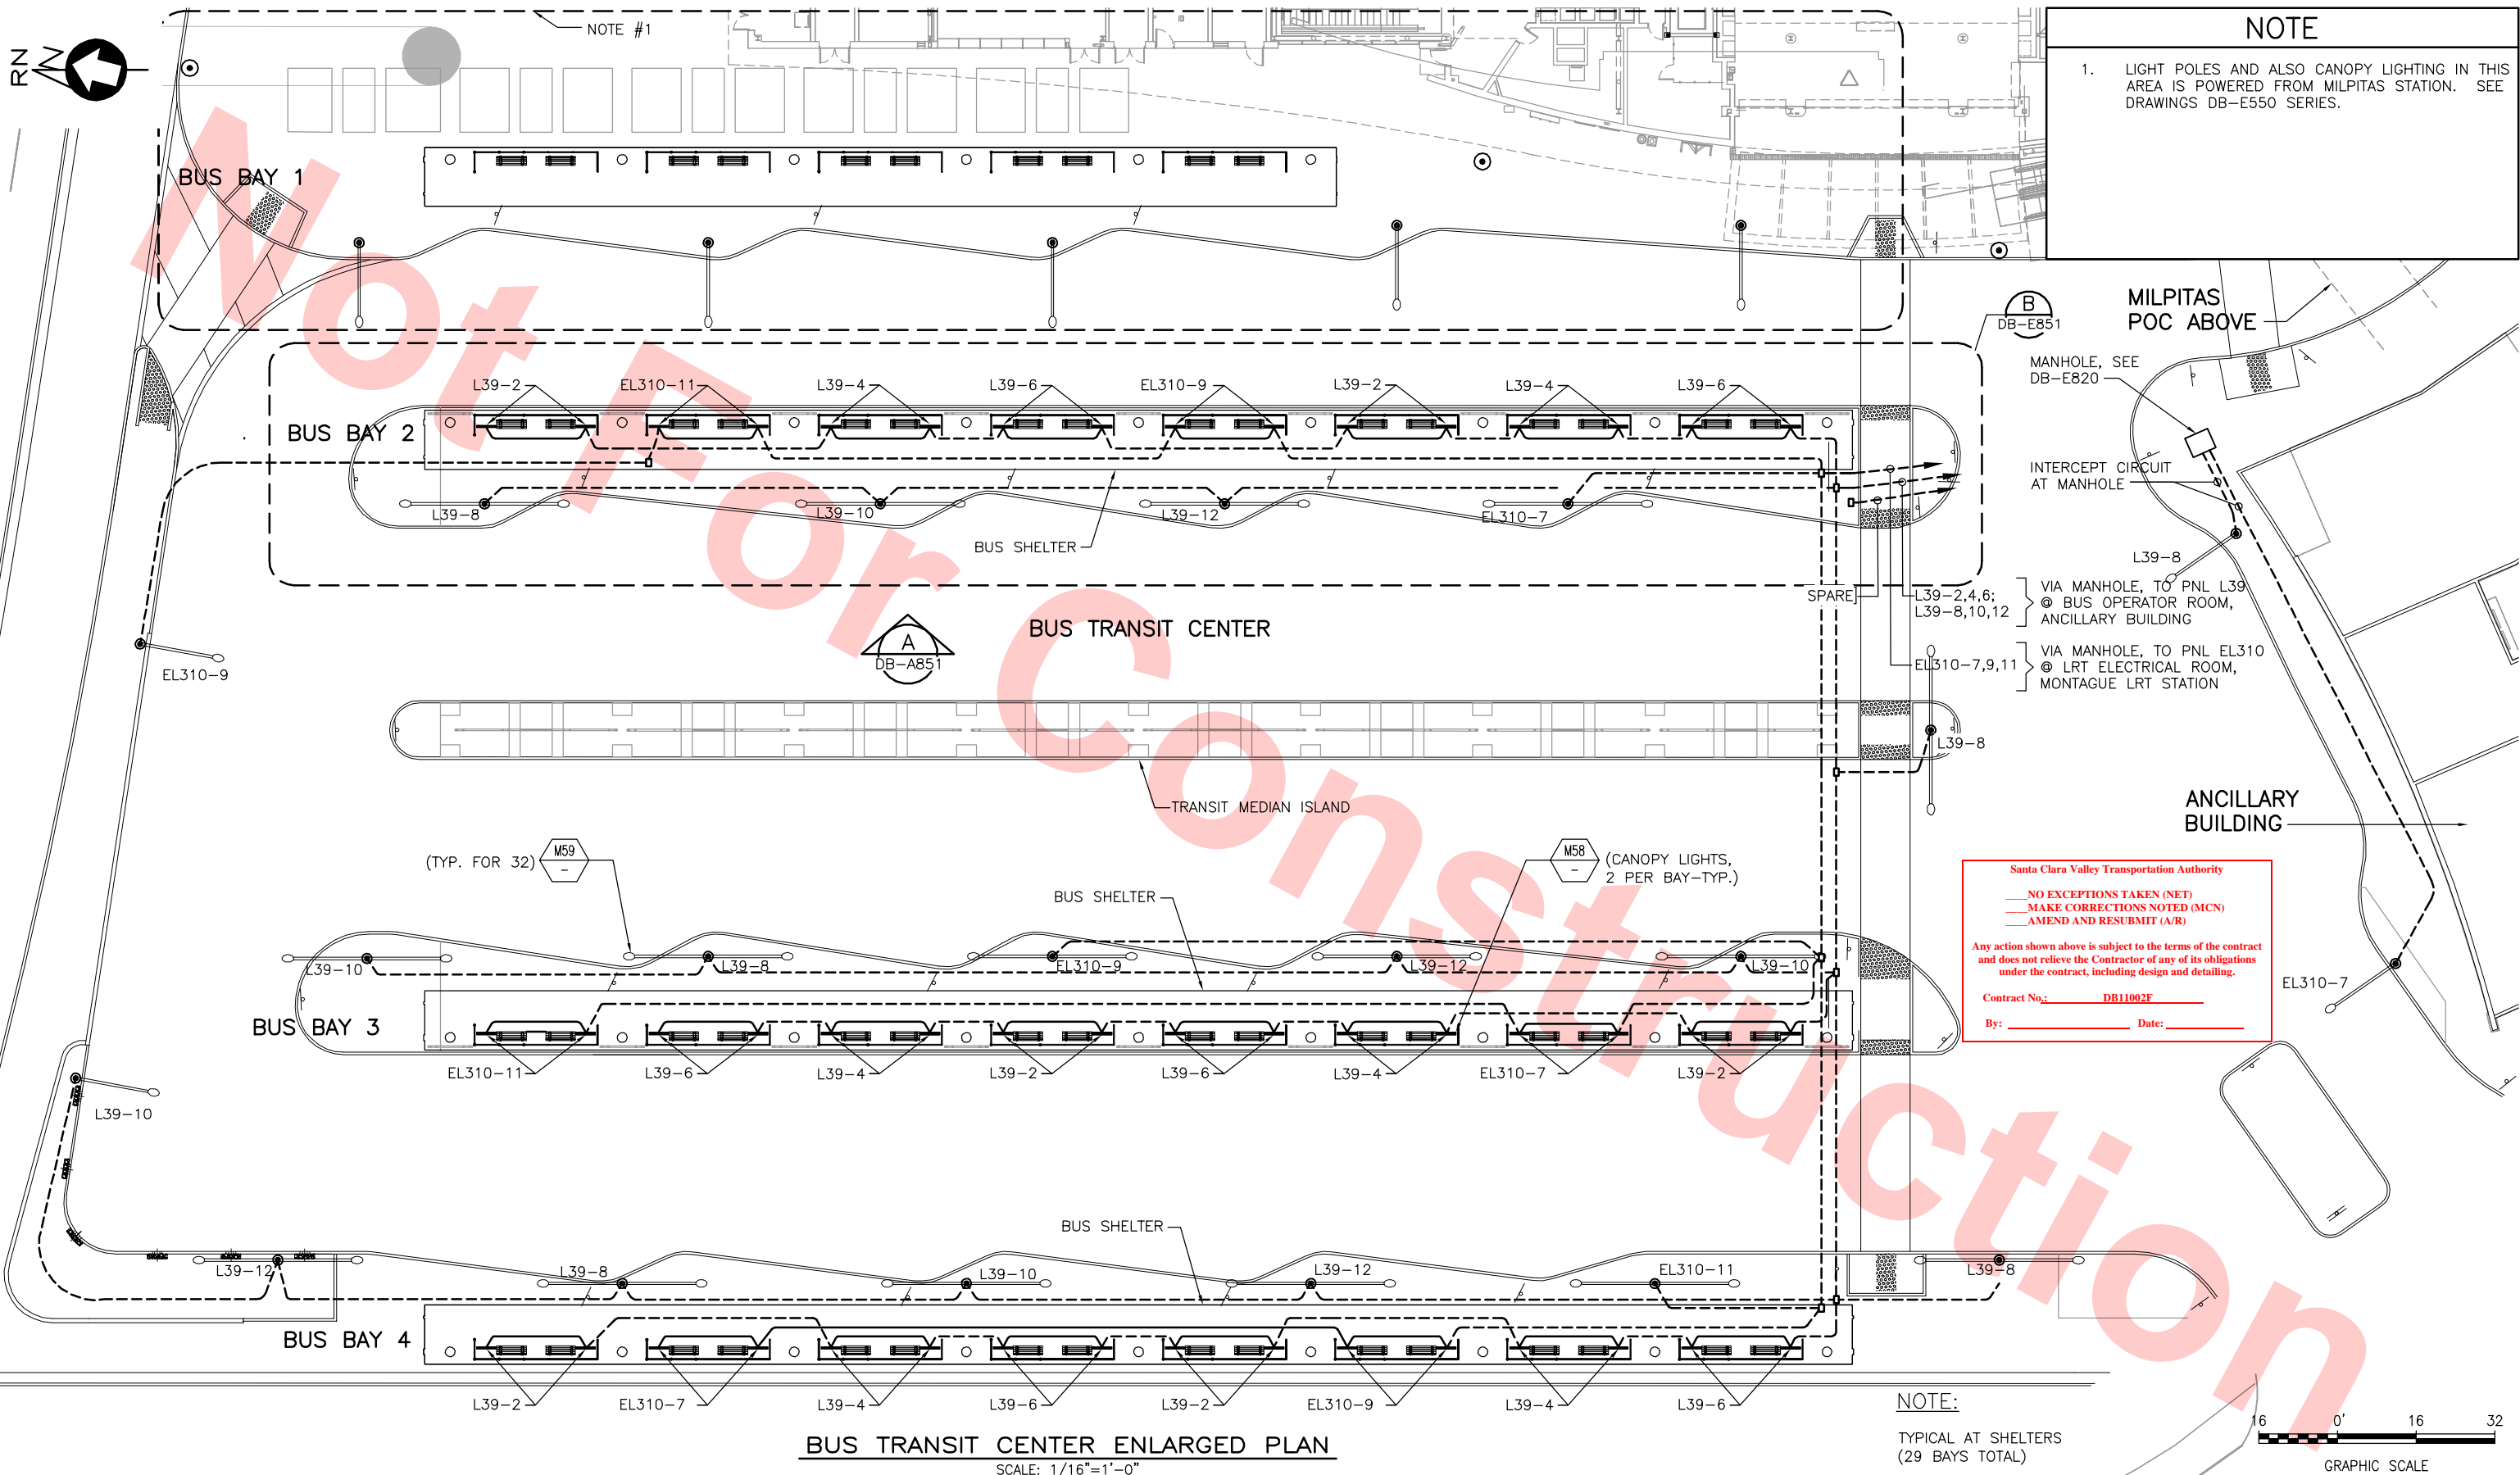 RN
N
NOTE #1
NOTE
1. LIGHT POLES AND ALSO CANOPY LIGHTING IN THIS
AREA IS POWERED FROM MILPITAS STATION. SEE
DRAWINGS DB-E550 SERIES.
BUS BAY 1
B
DB-E851
MILPITAS
POC ABOVE
MANHOLE, SEE
DB-E820
L39-2
EL310-11
L39-4
L39-6
EL310-9
L39-2
L39-4
L39-6
BUS BAY 2
INTERCEPT CIRCUIT
AT MANHOLE
L39-8
L39-10
L39-12
EL310-7
BUS SHELTER
L39-8
SPARE
L39-2,4,6;
L39-8,10,12
VIA MANHOLE, TO PNL L39
@ BUS OPERATOR ROOM,
ANCILLARY BUILDING
A
DB-A851
BUS TRANSIT CENTER
EL310-9
EL310-7,9,11
VIA MANHOLE, TO PNL EL310
@ LRT ELECTRICAL ROOM,
MONTAGUE LRT STATION
L39-8
TRANSIT MEDIAN ISLAND
ANCILLARY
BUILDING
(TYP. FOR 32)
M59
-
M58
-
(CANOPY LIGHTS,
2 PER BAY-TYP.)
BUS SHELTER
Santa Clara Valley Transportation Authority
____NO EXCEPTIONS TAKEN (NET)
____MAKE CORRECTIONS NOTED (MCN)
____AMEND AND RESUBMIT (A/R)
Any action shown above is subject to the terms of the contract
and does not relieve the Contractor of any of its obligations
under the contract, including design and detailing.
Contract No.: DB11002F
By: ____________ Date: ____________
L39-10
L39-8
EL310-9
L39-12
L39-10
EL310-7
BUS BAY 3
EL310-11
L39-6
L39-4
L39-2
L39-6
L39-4
EL310-7
L39-2
L39-10
BUS SHELTER
L39-12
L39-8
L39-10
L39-12
EL310-11
L39-8
BUS BAY 4
L39-2
EL310-7
L39-4
L39-6
L39-2
EL310-9
L39-4
L39-6
NOTE:
TYPICAL AT SHELTERS
(29 BAYS TOTAL)
16 0' 16 32
GRAPHIC SCALE
BUS TRANSIT CENTER ENLARGED PLAN
SCALE: 1/16"=1'-0"
Not For Construction